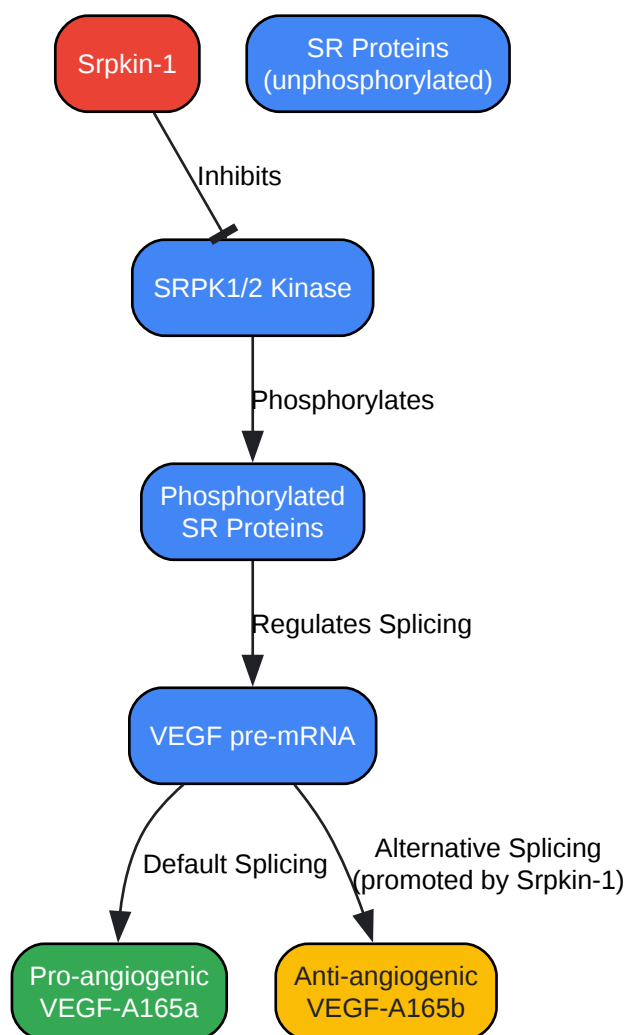 Srpkin-1
SR Proteins
(unphosphorylated)
Inhibits
SRPK1/2 Kinase
Phosphorylates
Phosphorylated
SR Proteins
Regulates Splicing
VEGF pre-mRNA
Default Splicing
Alternative Splicing
(promoted by Srpkin-1)
Pro-angiogenic
VEGF-A165a
Anti-angiogenic
VEGF-A165b